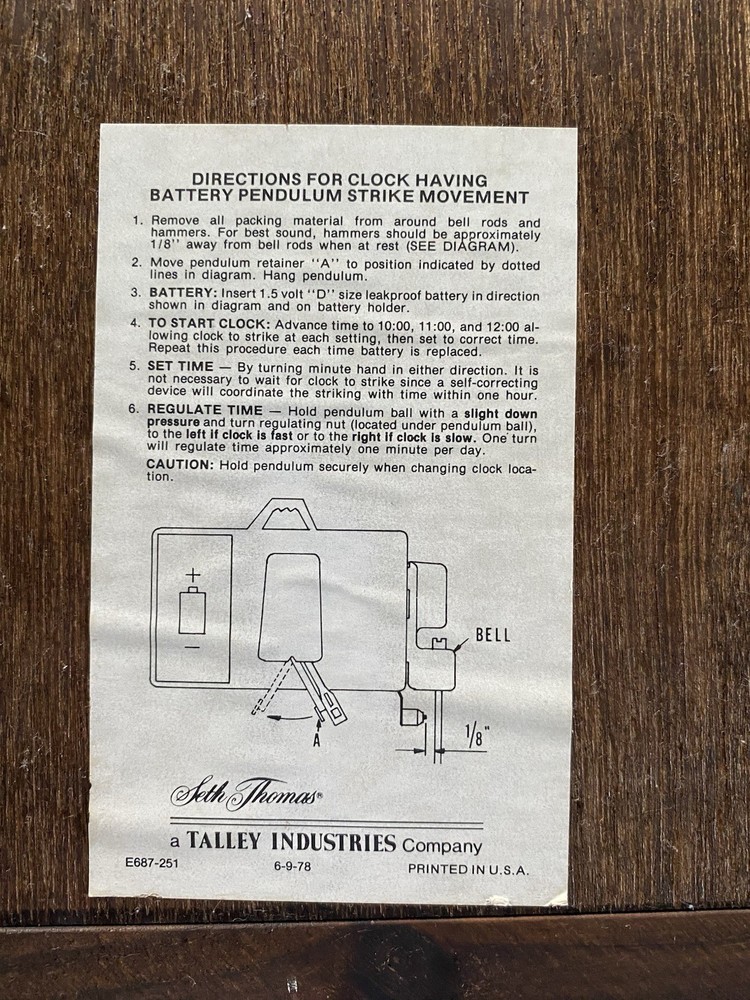 DIRECTIONS FOR CLOCK HAVING
BATTERY PENDULUM STRIKE MOVEMENT
1. Remove all packing material from around bell rods and
hammers. For best sound, hammers should be approximately
1/8'' away from bell rods when at rest (SEE DIAGRAM).
2. Move pendulum retainer ''A'' to position indicated by dotted
lines in diagram. Hang pendulum.
3. BATTERY: Insert 1.5 volt ''D'' size leakproof battery in direction
shown in diagram and on battery holder.
4. TO START CLOCK: Advance time to 10:00, 11:00, and 12:00 al-
lowing clock to strike at each setting, then set to correct time.
Repeat this procedure each time battery is replaced.
5. SET TIME — By turning minute hand in either direction. It is
not necessary to wait for clock to strike since a self-correcting
device will coordinate the striking with time within one hour.
6. REGULATE TIME — Hold pendulum ball with a slight down
pressure and turn regulating nut (located under pendulum ball),
to the left if clock is fast or to the right if clock is slow. One turn
will regulate time approximately one minute per day.
CAUTION: Hold pendulum securely when changing clock loca-
tion.
+
−
BELL
A
1/8"
Seth Thomas®
a TALLEY INDUSTRIES Company
E687-251 6-9-78 PRINTED IN U.S.A.